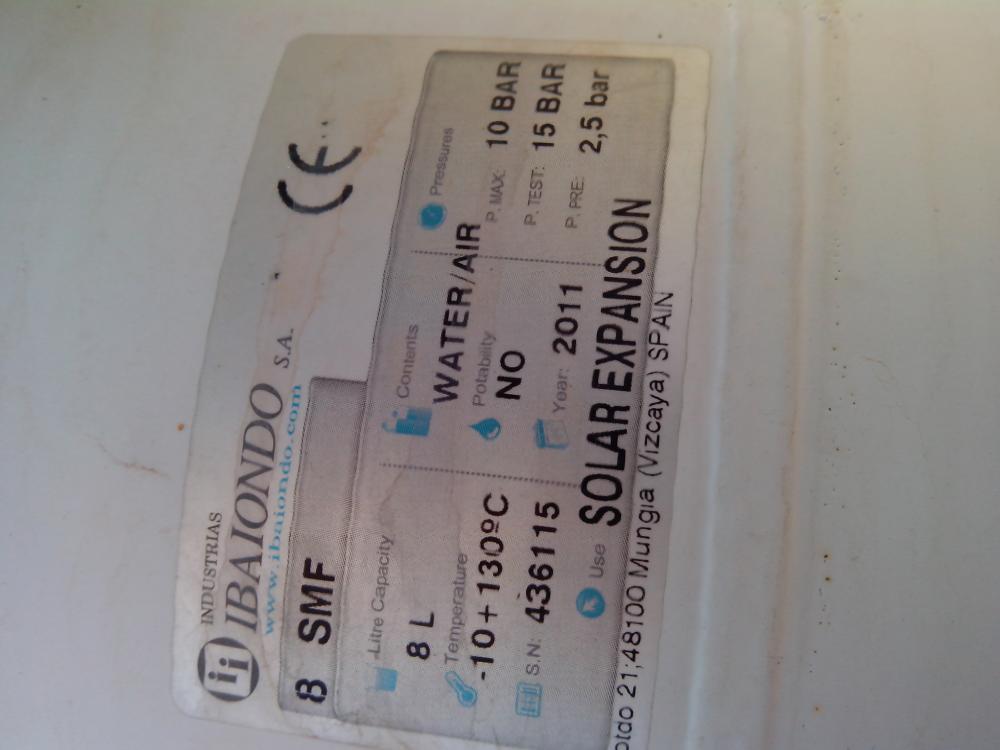 INDUSTRIAS
IBAIONDO S.A.
www.ibaiondo.com
CE
8 SMF
Litre Capacity
8 L
Temperature
-10+130ºC
S.N: 436115
Contents
WATER/AIR
Potability
NO
Year: 2011
Pressures
P. MAX: 10 BAR
P. TEST: 15 BAR
P. PRE: 2,5 bar
Use SOLAR EXPANSION
21;48100 Mungia (Vizcaya) SPAIN